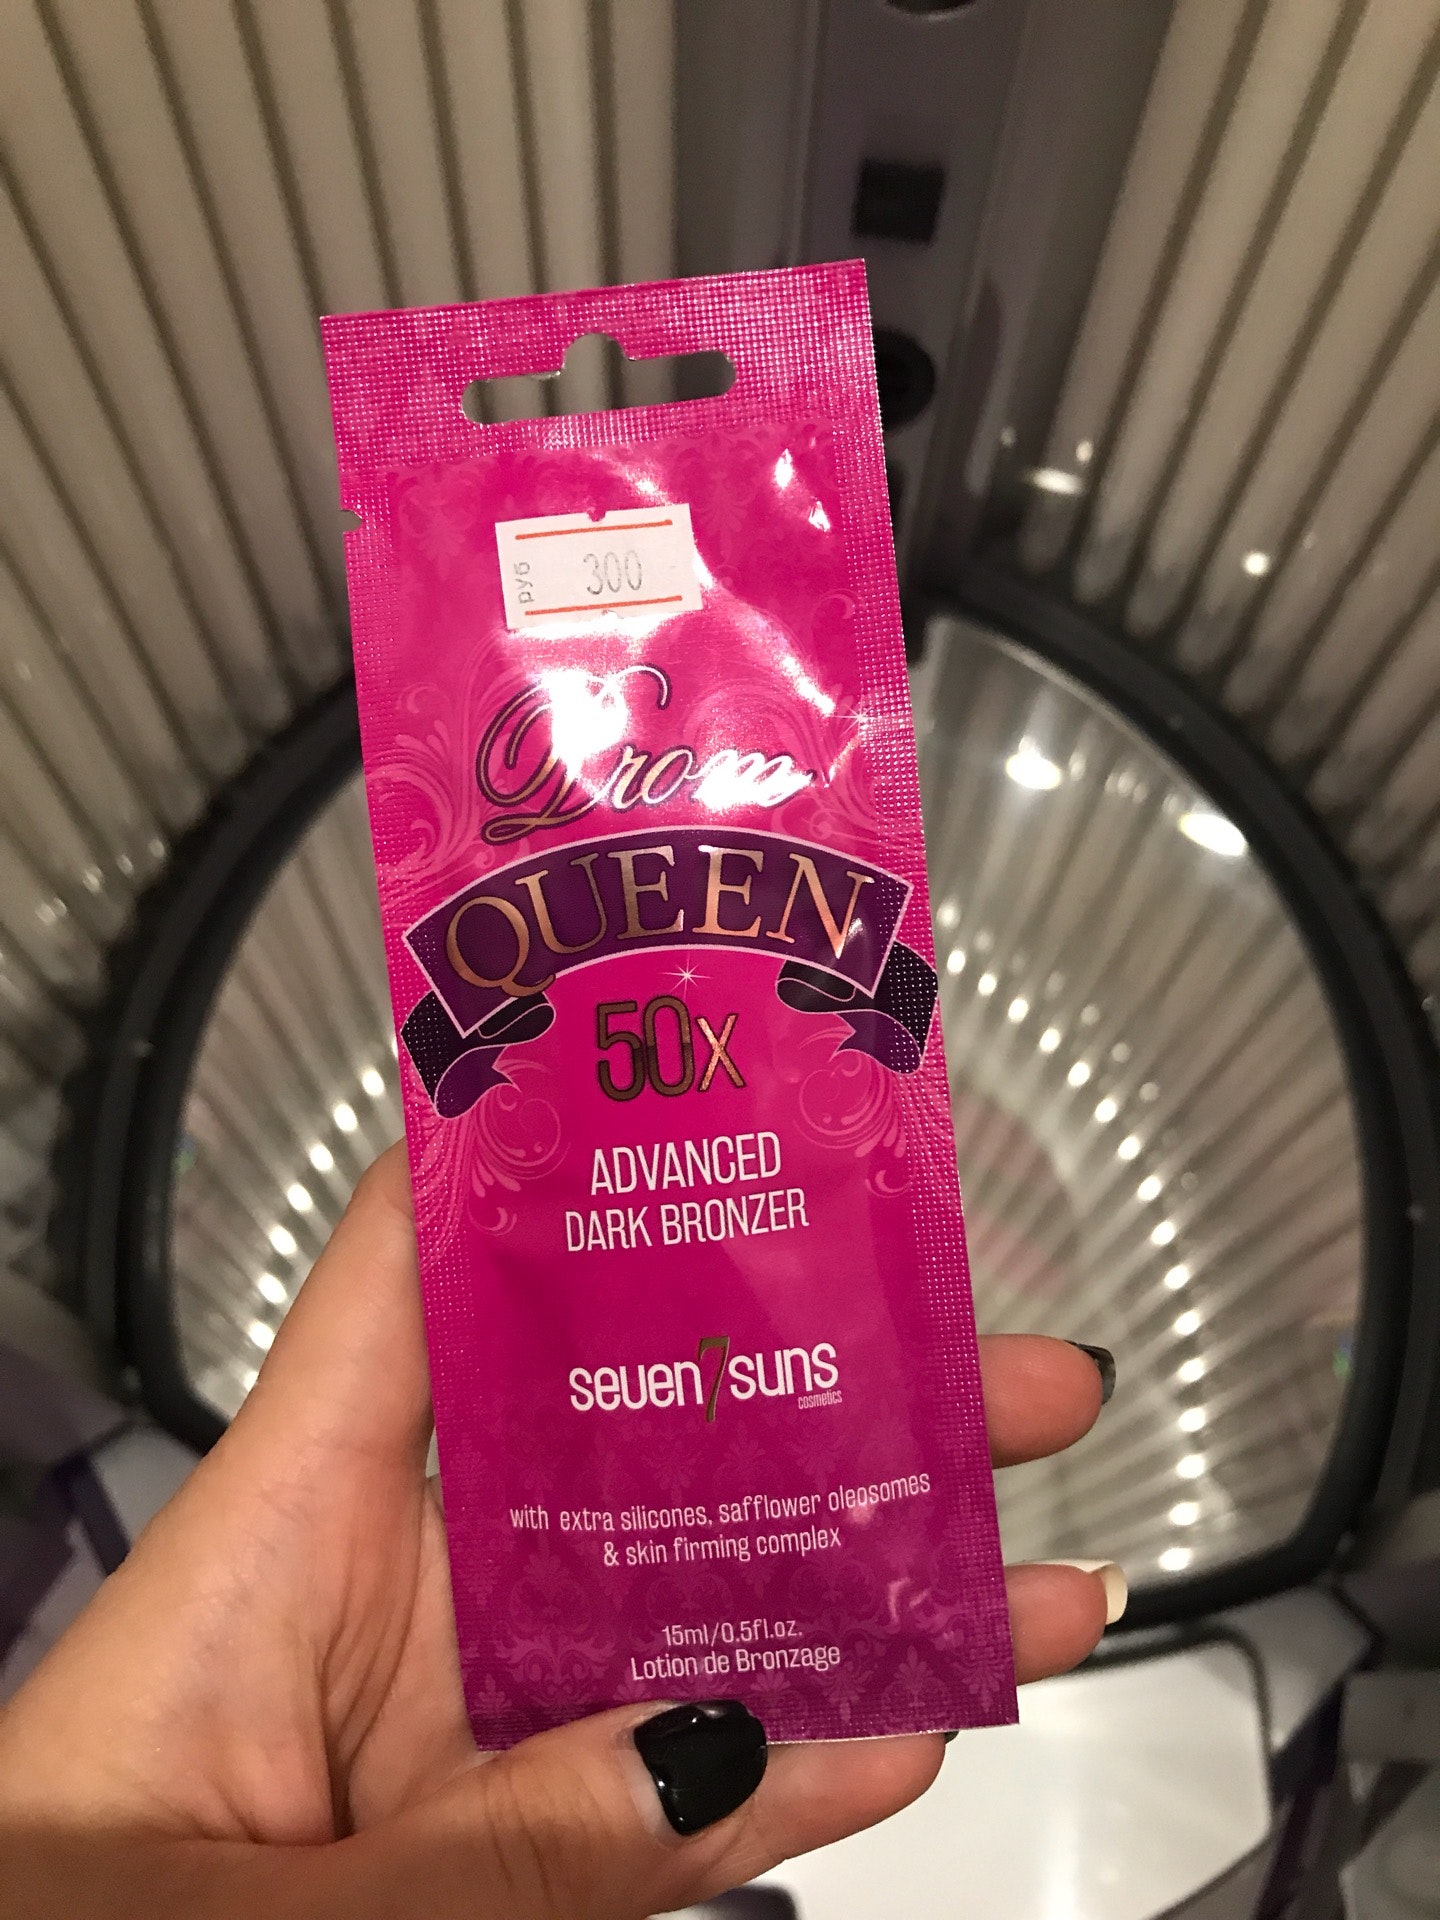 руб 300
Prom
QUEEN
50x
ADVANCED
DARK BRONZER
seven7suns
cosmetics
with extra silicones, safflower oleosomes
& skin firming complex
15ml/0.5fl.oz.
Lotion de Bronzage